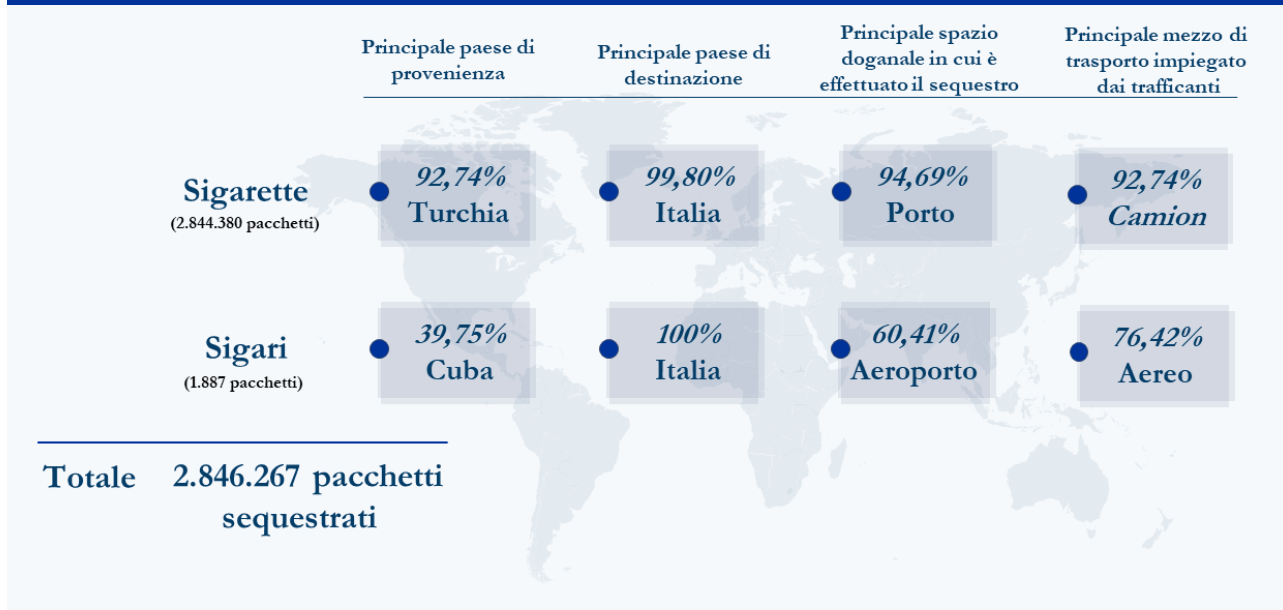 Principale paese di
provenienza
Principale paese di
destinazione
Principale spazio
doganale in cui è
effettuato il sequestro
Principale mezzo di
trasporto impiegato
dai trafficanti
Sigarette
(2.844.380 pacchetti)
92,74%
Turchia
99,80%
Italia
94,69%
Porto
92,74%
Camion
Sigari
(1.887 pacchetti)
39,75%
Cuba
100%
Italia
60,41%
Aeroporto
76,42%
Aereo
Totale 2.846.267 pacchetti
sequestrati